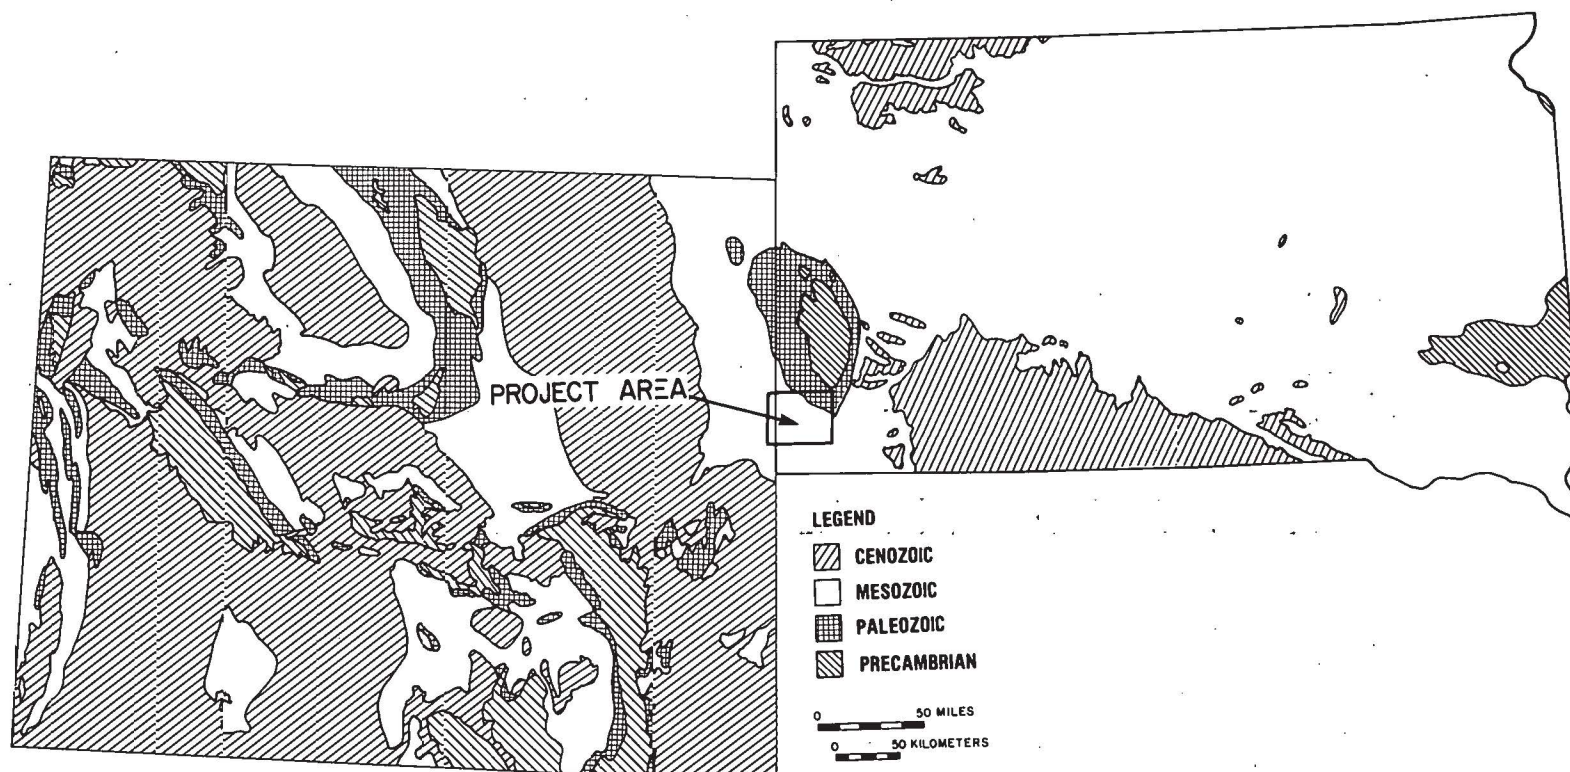 PROJECT AREA
LEGEND
CENOZOIC
MESOZOIC
PALEOZOIC
PRECAMBRIAN
0 50 MILES
0 50 KILOMETERS